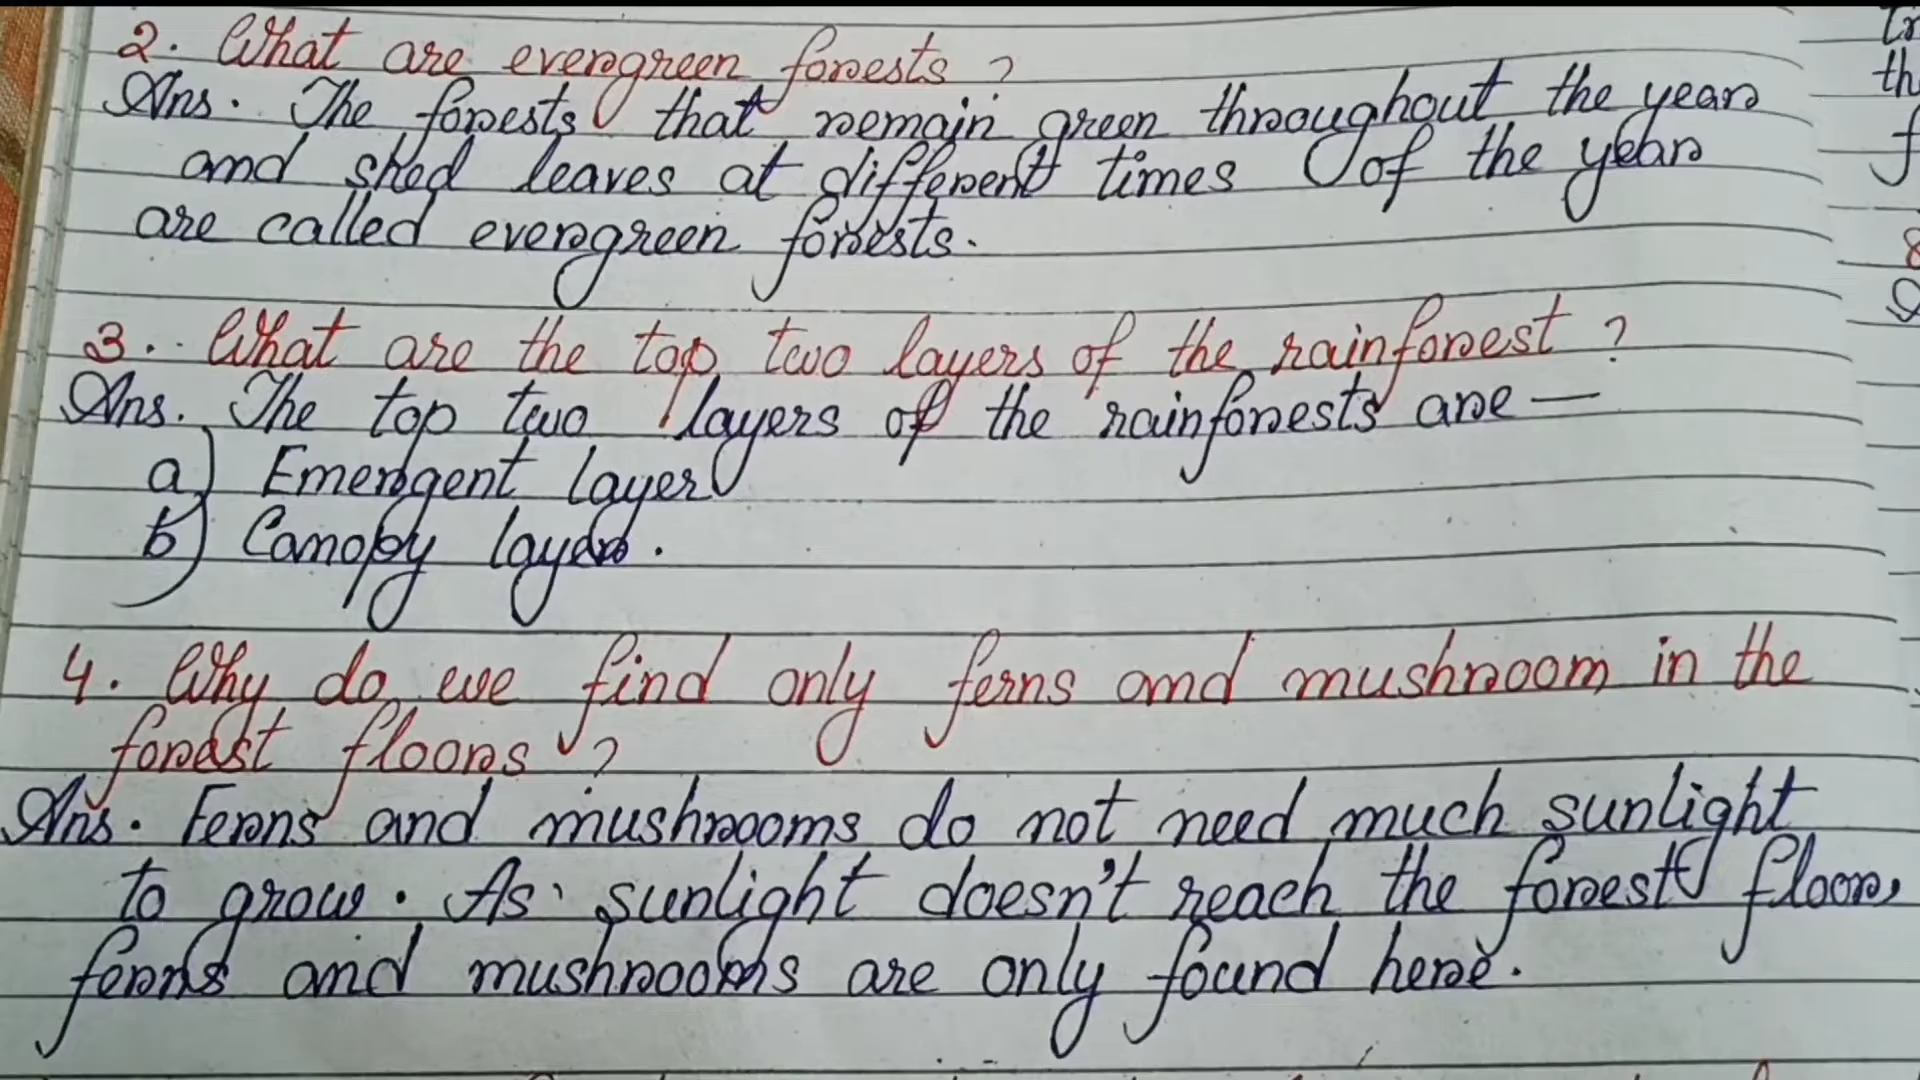 2. What are evergreen forests ?
Ans. The forests that remain green throughout the year
and shed leaves at different times of the year
are called evergreen forests.
3. What are the top two layers of the rainforest ?
Ans. The top two layers of the rainforests are —
a) Emergent layer
b) Canopy layer.
4. Why do we find only ferns and mushroom in the
forest floors ?
Ans. Ferns and mushrooms do not need much sunlight
to grow. As sunlight doesn't reach the forest floor,
ferns and mushrooms are only found here.